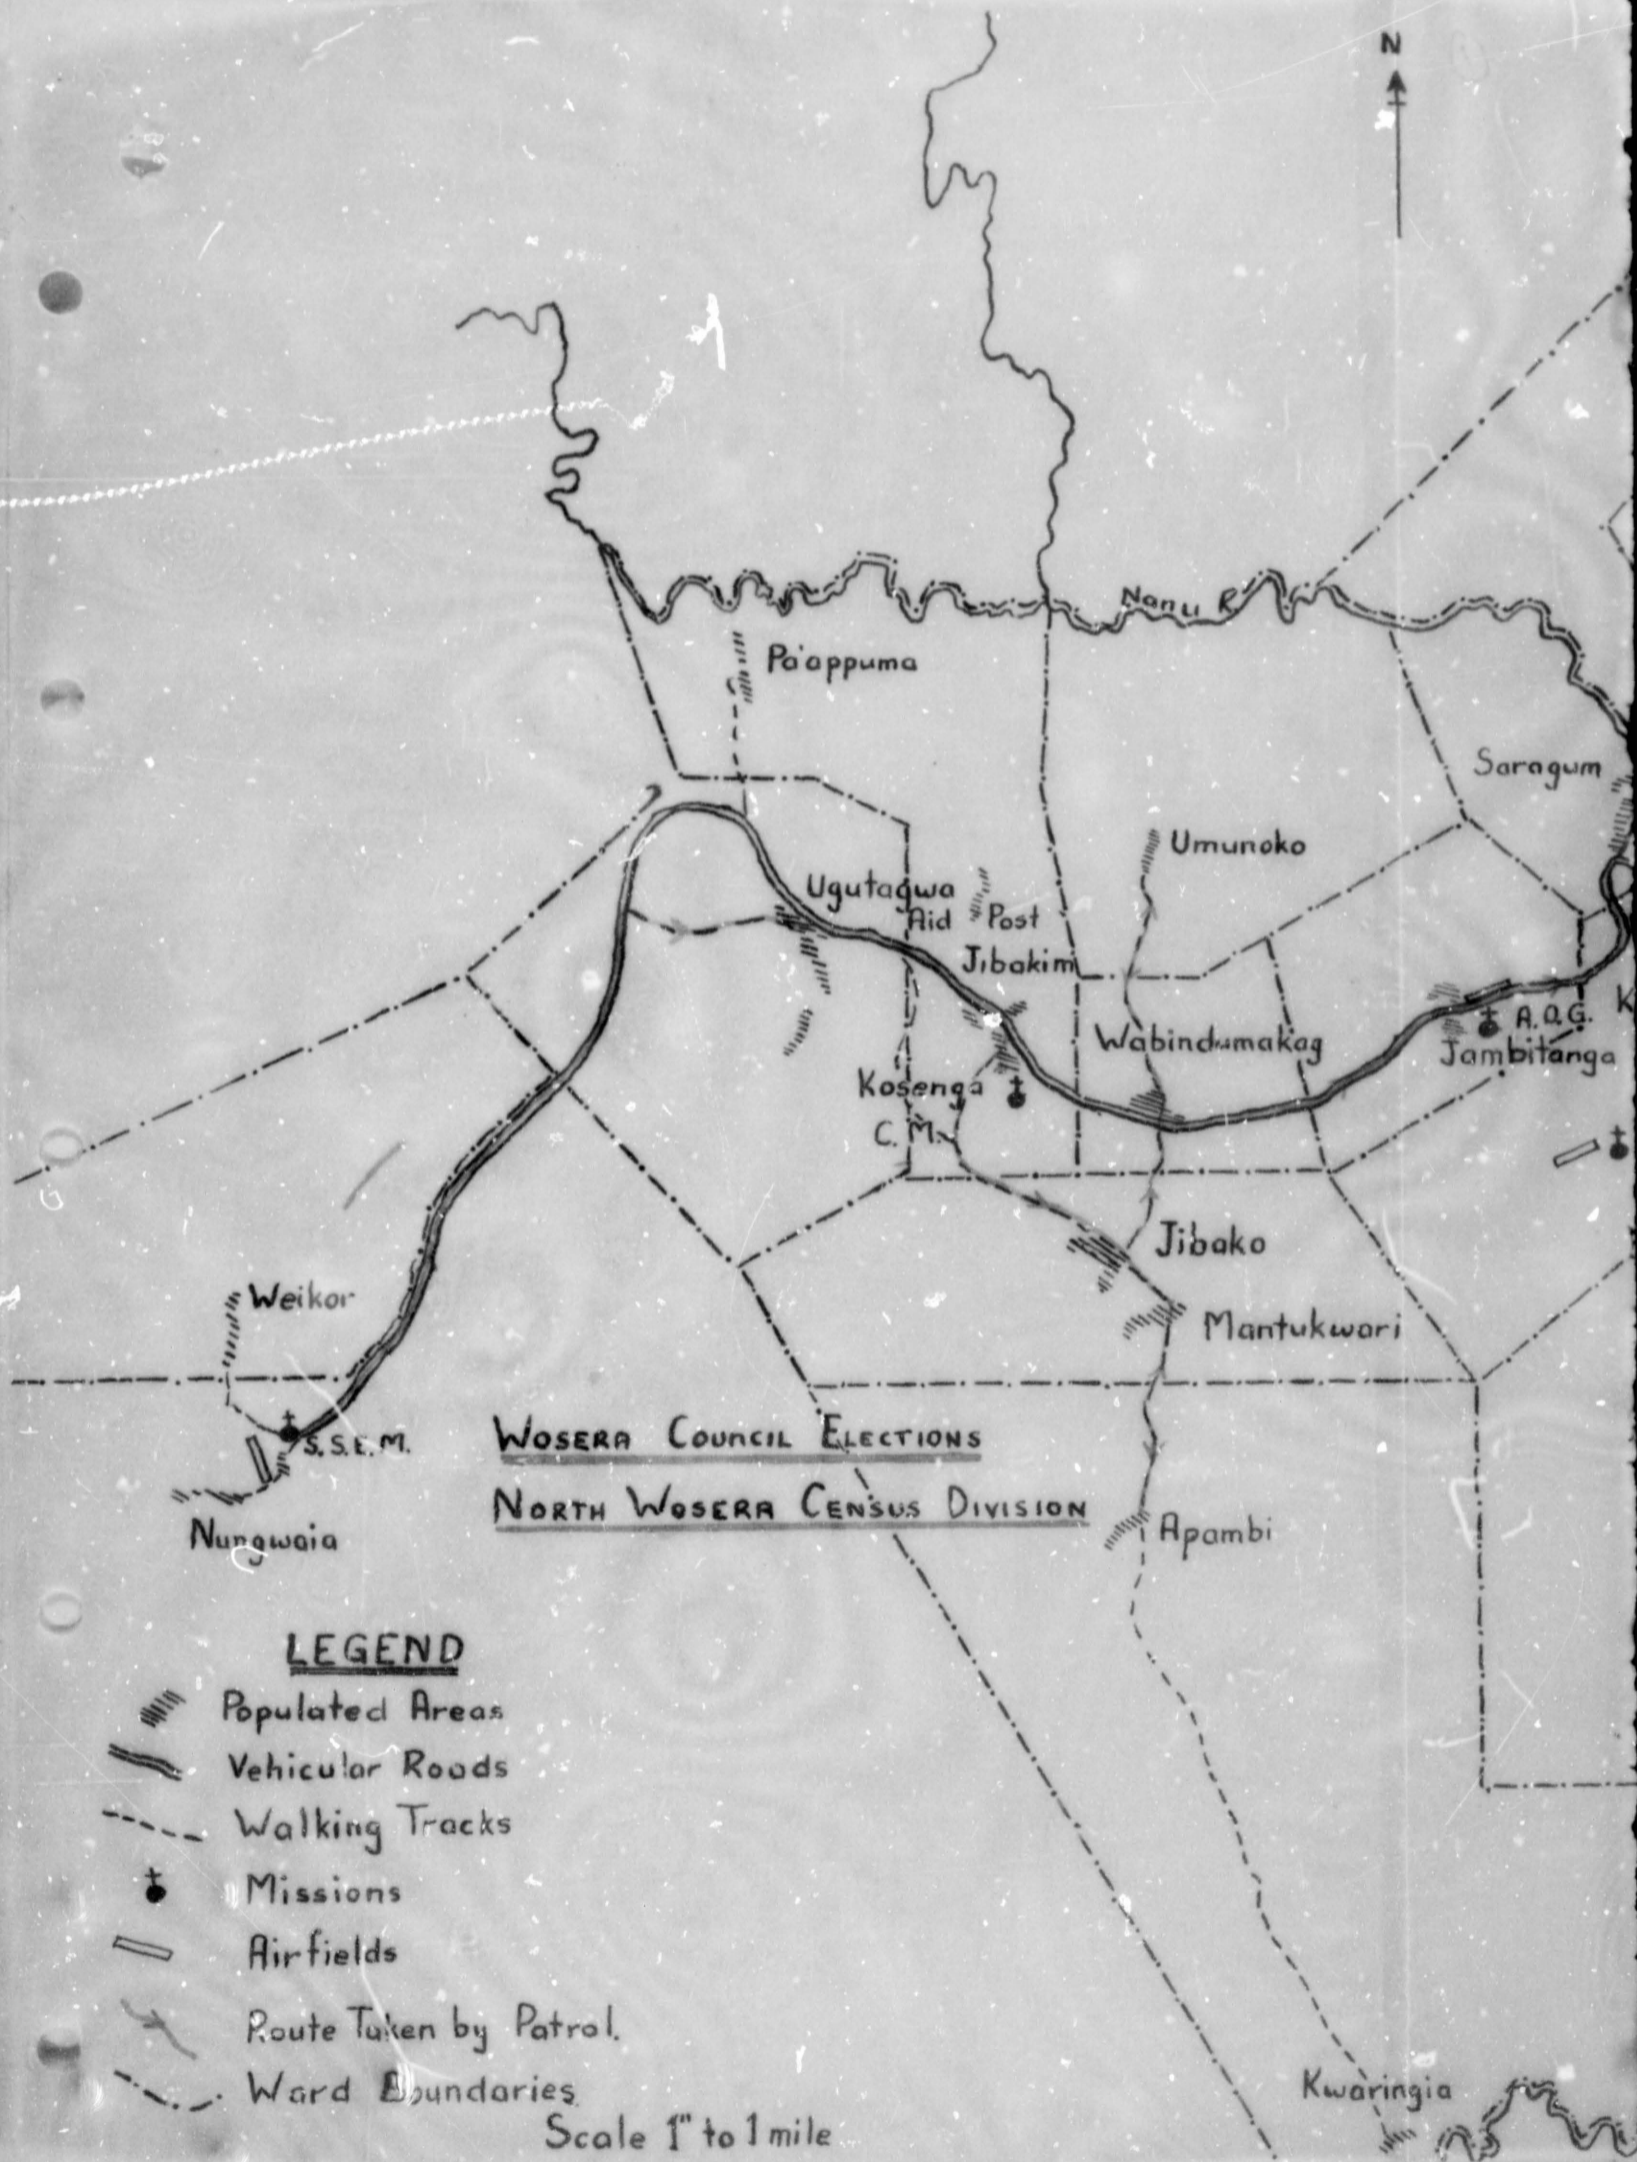 N
Nanu R
Pa'appuma
Saragum
Umunoko
Ugutagwa
Aid Post
Jibakim
Wabindumakag
K
A.O.G.
Jambitanga
Kosenga
C. M.
Jibako
Weikor
Mantukwari
S.S.E.M.
WOSERA COUNCIL ELECTIONS
NORTH WOSERA CENSUS DIVISION
Nungwaia
Apambi
LEGEND
Populated Areas
Vehicular Roads
Walking Tracks
Missions
Airfields
Route Taken by Patrol.
Ward Boundaries
Kwaringia
Scale 1" to 1 mile